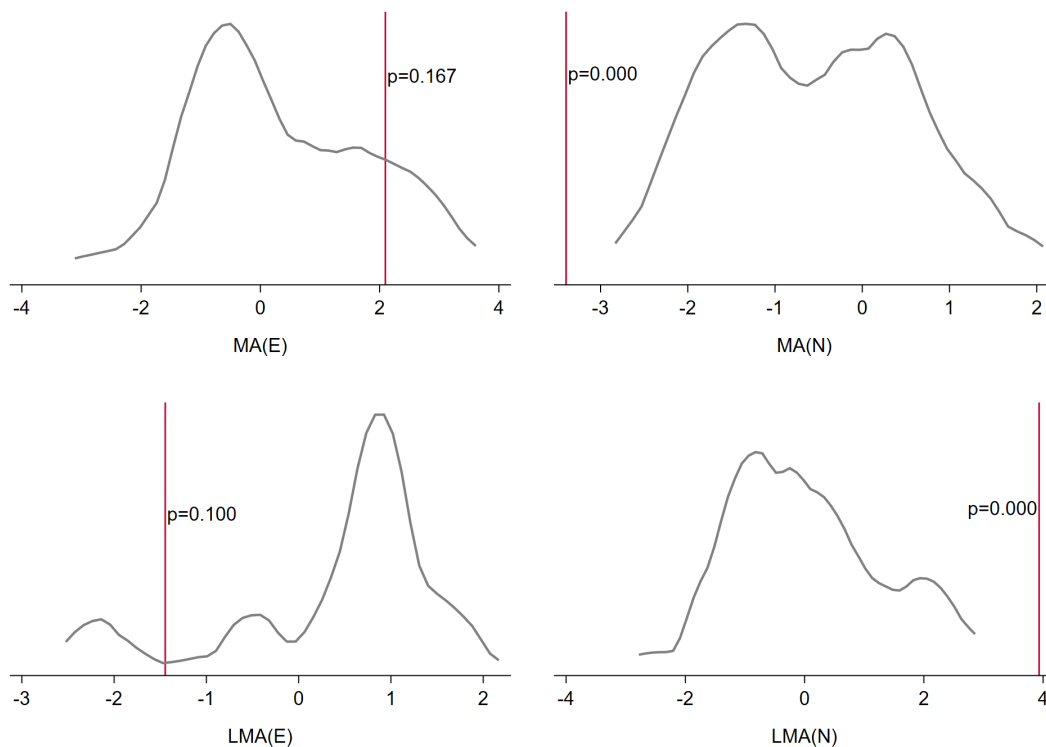 p=0.167
-4 -2 0 2 4
MA(E)
p=0.000
-3 -2 -1 0 1 2
MA(N)
p=0.100
-3 -2 -1 0 1 2
LMA(E)
p=0.000
-4 -2 0 2 4
LMA(N)